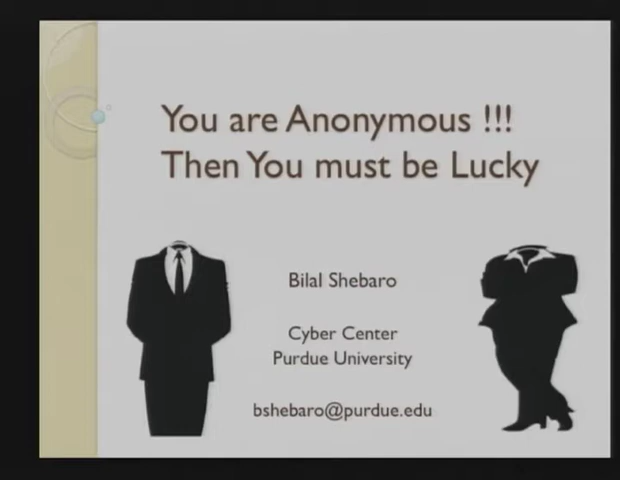 You are Anonymous !!!
Then You must be Lucky
Bilal Shebaro
Cyber Center
Purdue University
bshebaro@purdue.edu